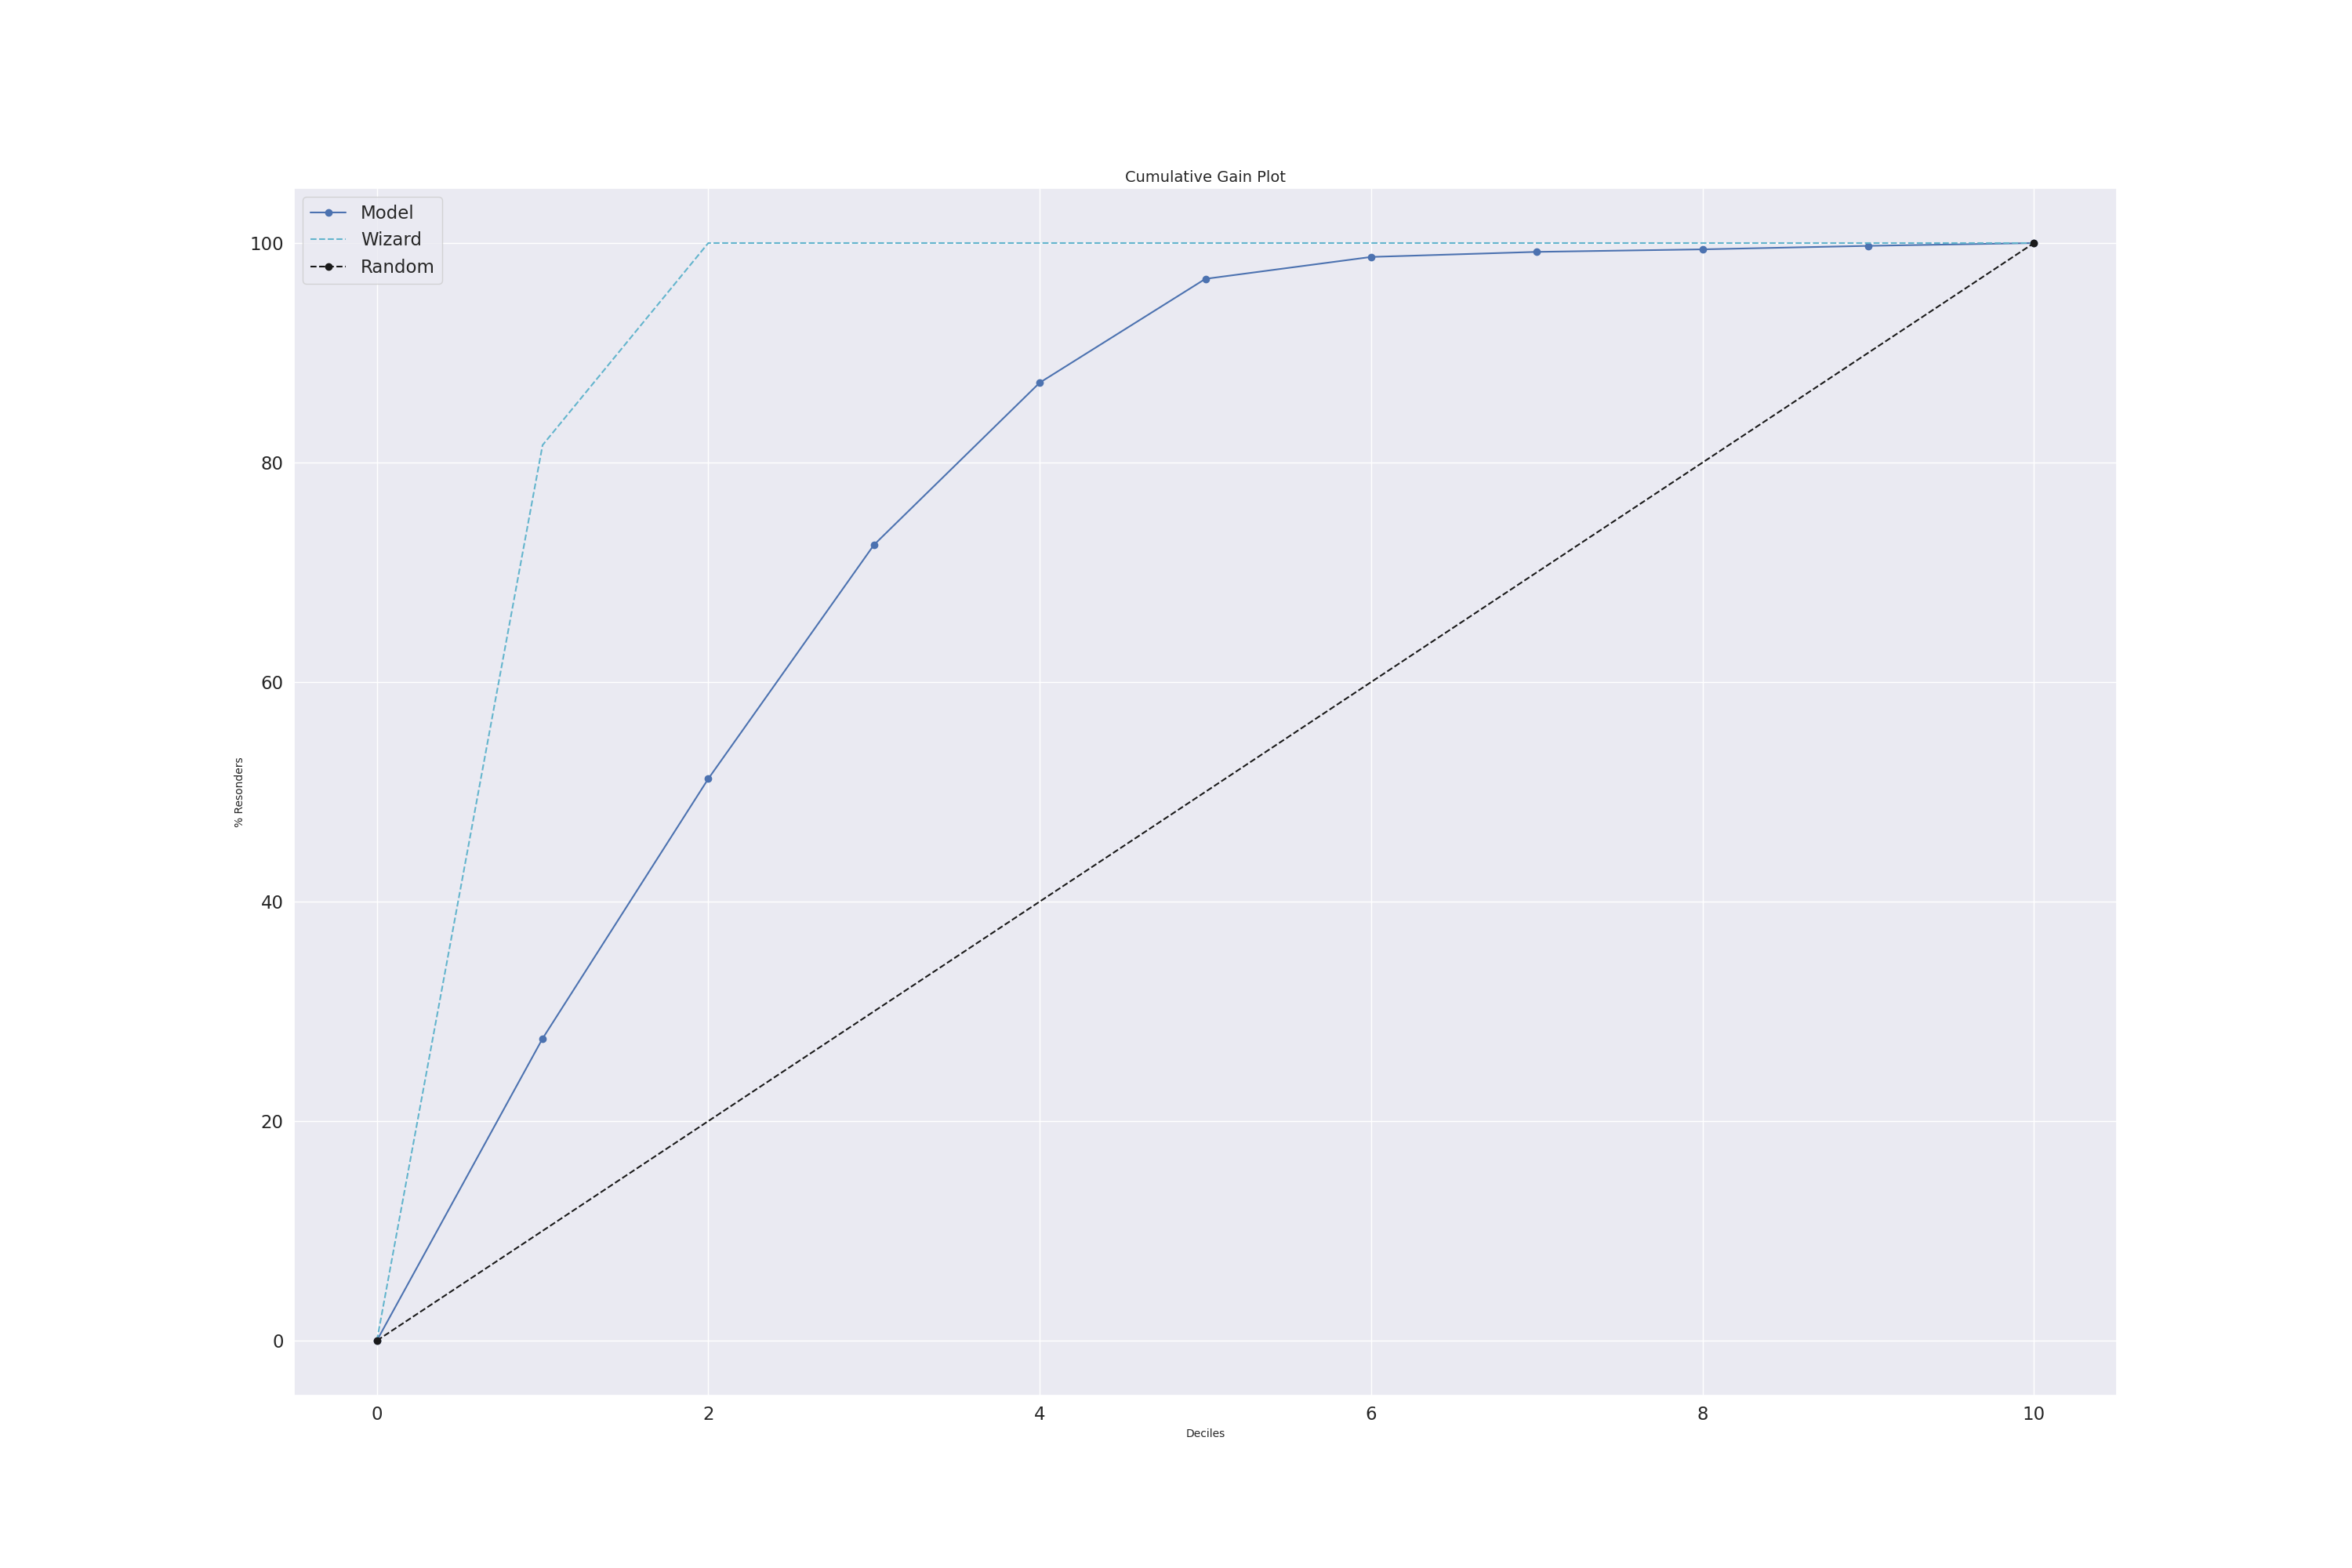 Cumulative Gain Plot
Model
Wizard
Random
100
80
60
40
20
0
% Resonders
0 2 4 6 8 10
Deciles